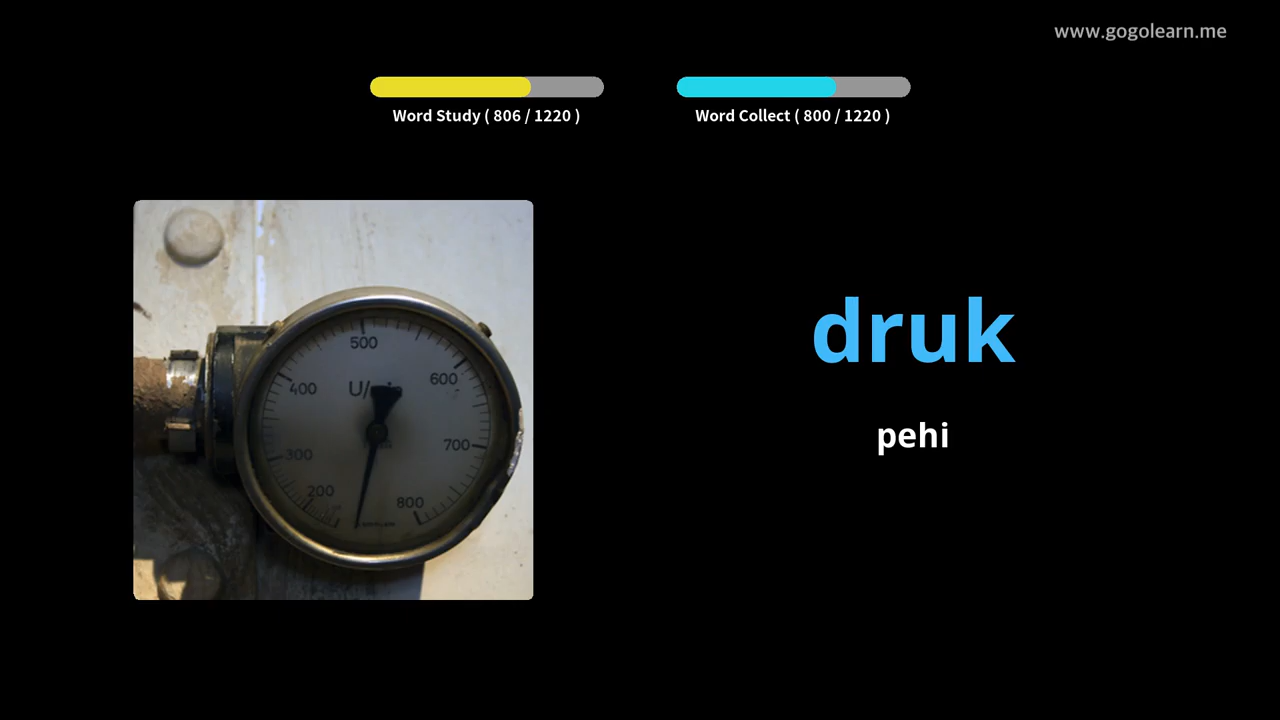 www.gogolearn.me
Word Study ( 806 / 1220 )
Word Collect ( 800 / 1220 )
500
400
600
300
700
200
800
druk
pehi